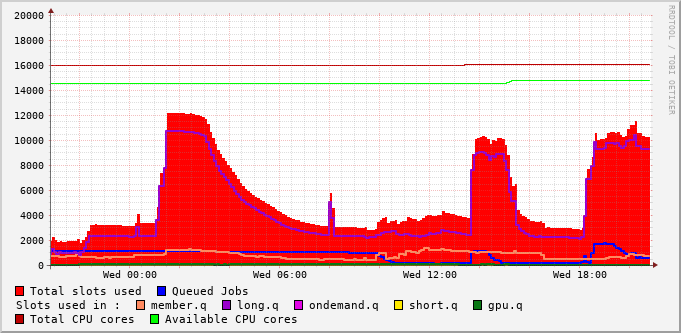 20000
18000
16000
14000
12000
10000
8000
6000
4000
2000
0
Wed 00:00 Wed 06:00 Wed 12:00 Wed 18:00
RRDTOOL / TOBI OETIKER
Total slots used Queued Jobs
Slots used in : member.q long.q ondemand.q short.q gpu.q
Total CPU cores Available CPU cores